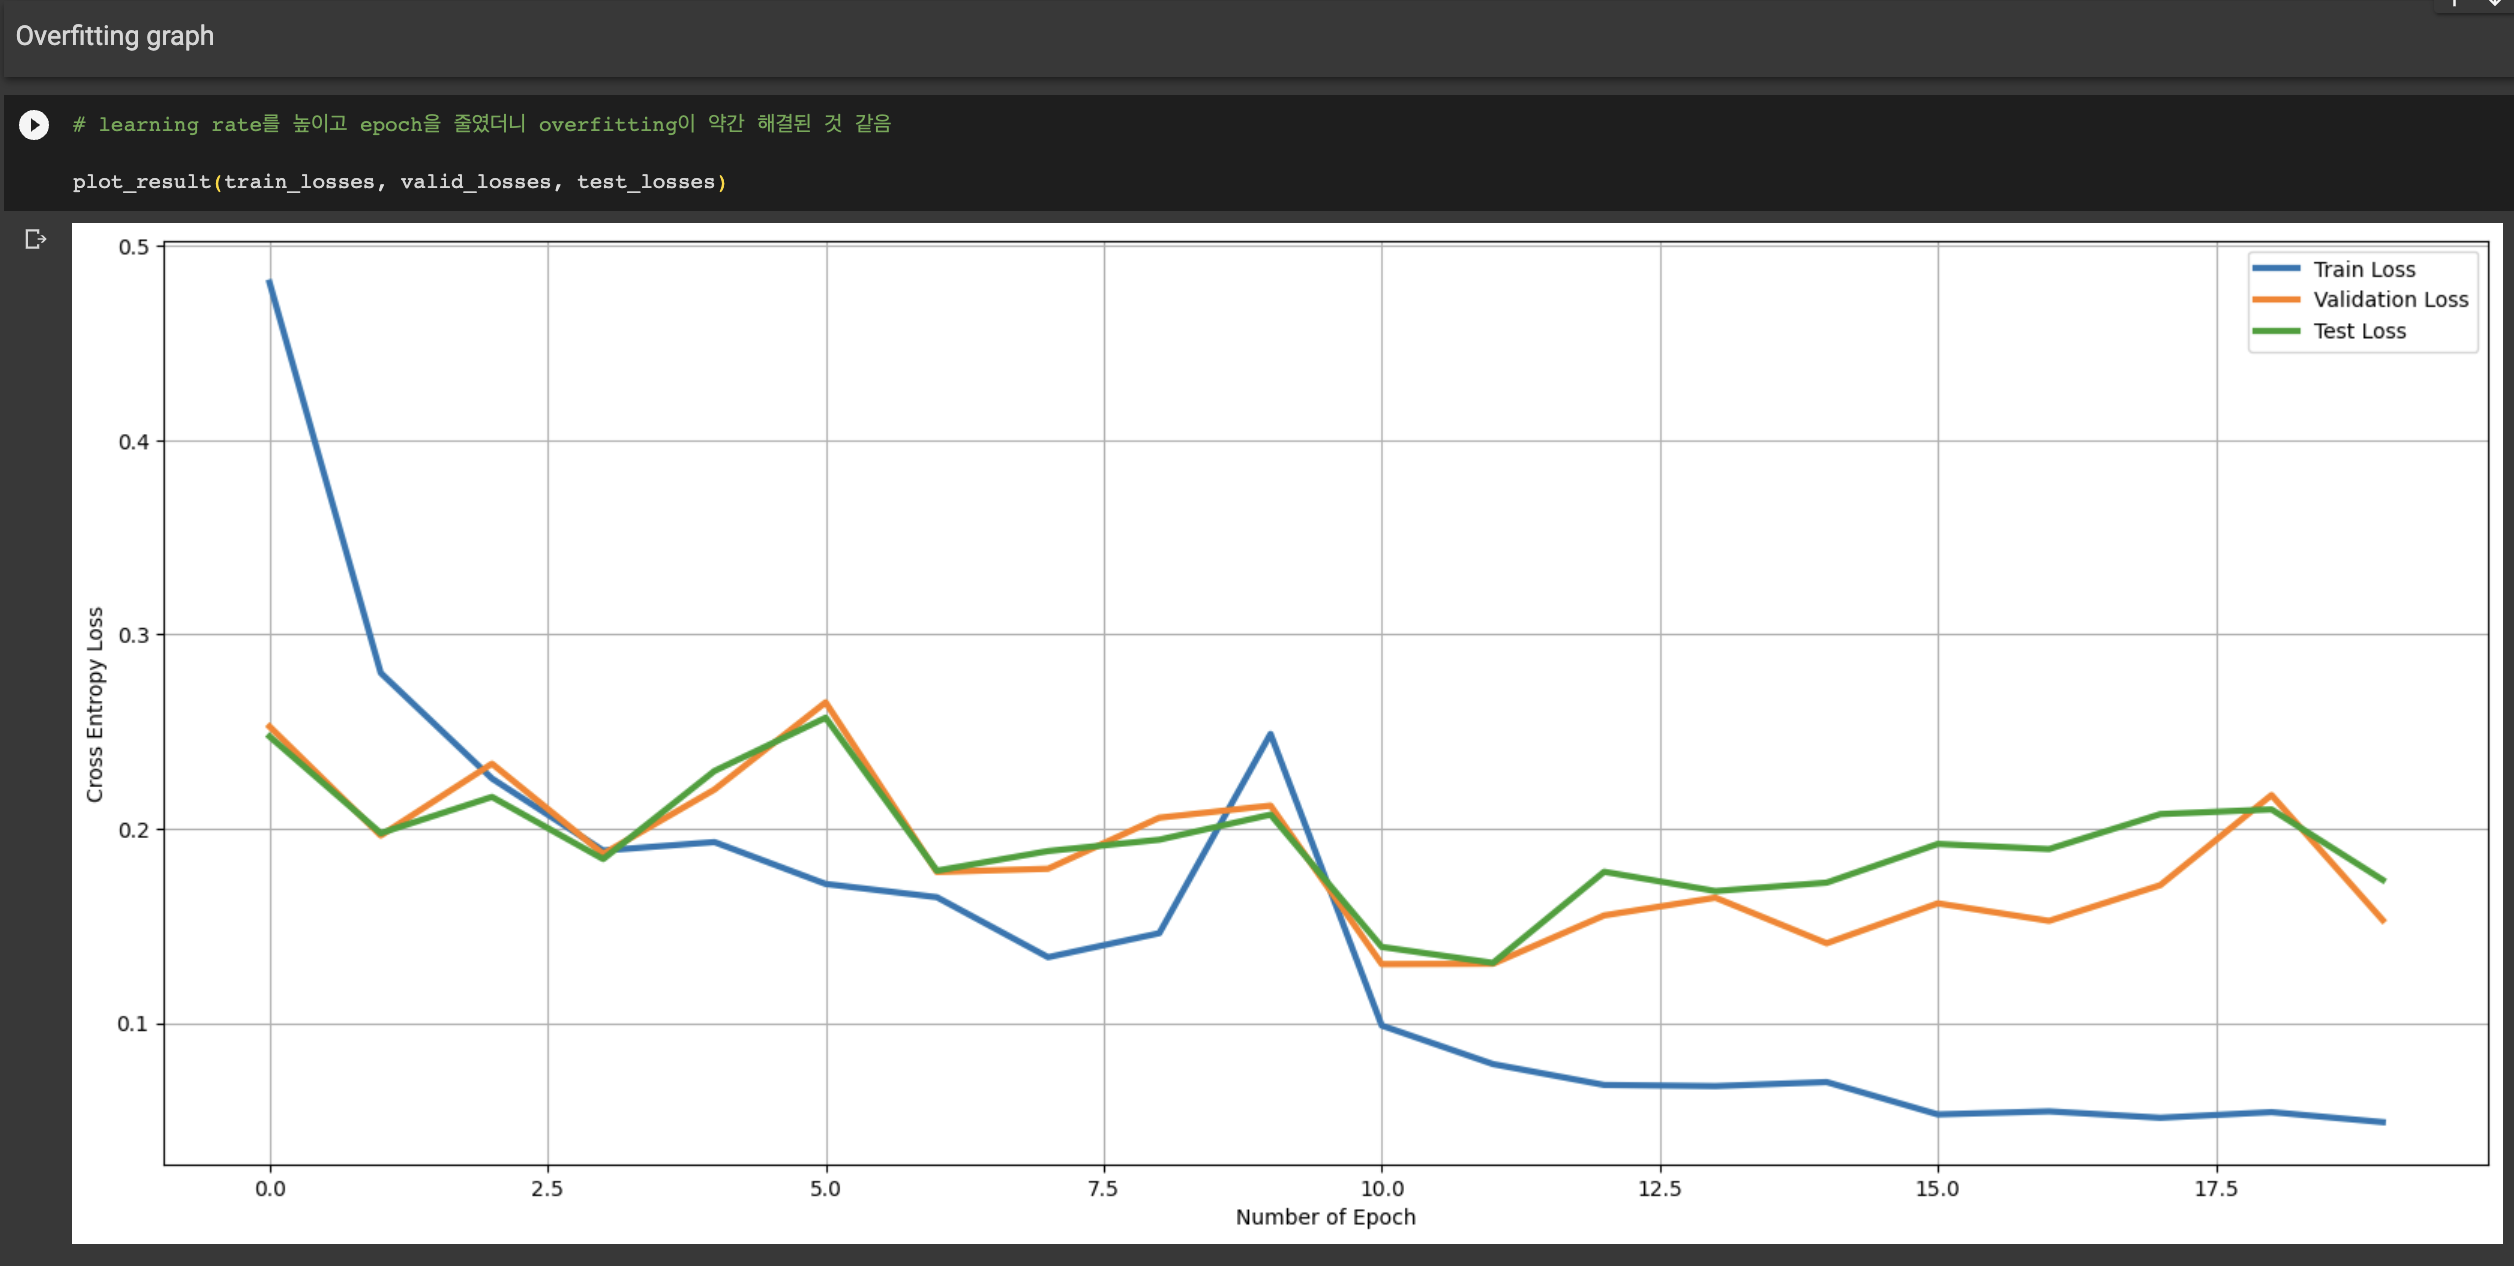 Overfitting graph
# learning rate를 높이고 epoch을 줄였더니 overfitting이 약간 해결된 것 같음
plot_result(train_losses, valid_losses, test_losses)
Train Loss
Validation Loss
Test Loss
Cross Entropy Loss
0.5
0.4
0.3
0.2
0.1
0.0 2.5 5.0 7.5 10.0 12.5 15.0 17.5
Number of Epoch